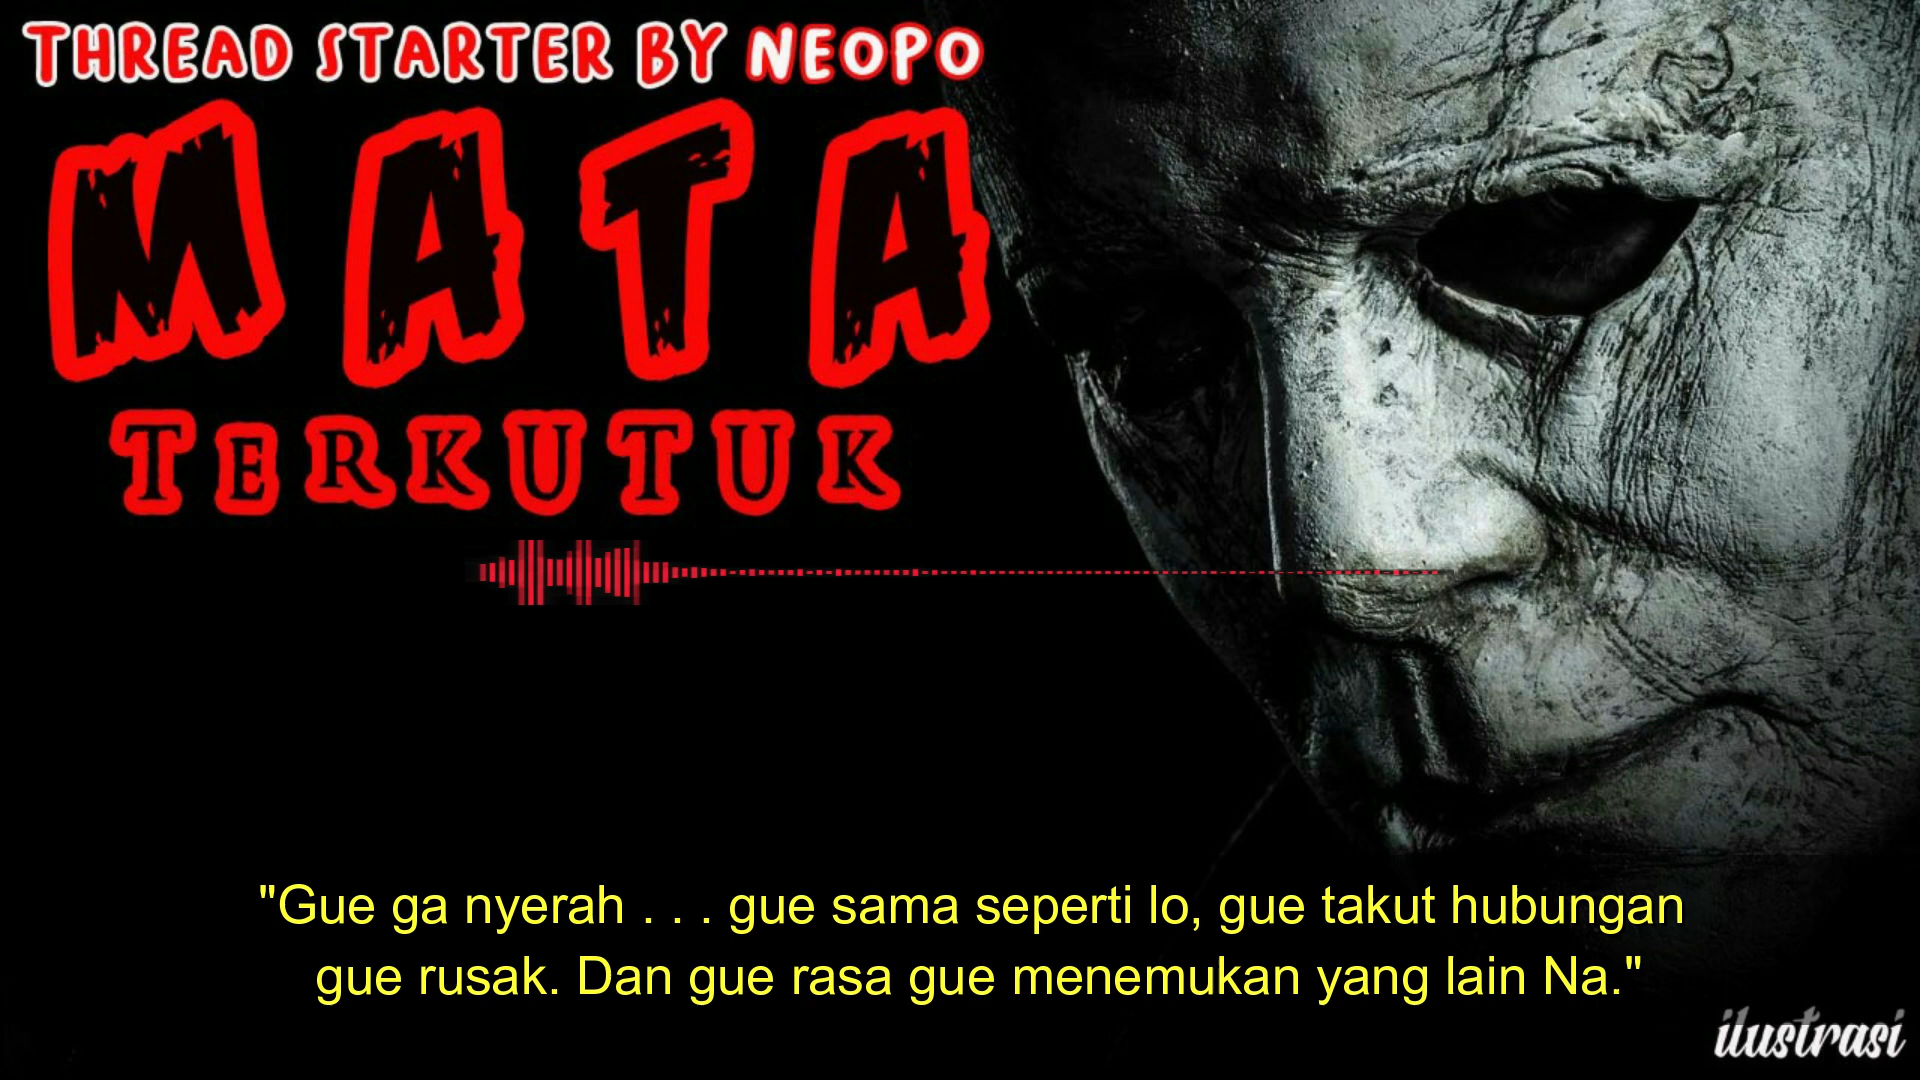 THREAD STARTER BY NEOPO
MATA
TERKUTUK
"Gue ga nyerah . . . gue sama seperti lo, gue takut hubungan
gue rusak. Dan gue rasa gue menemukan yang lain Na."
ilustrasi